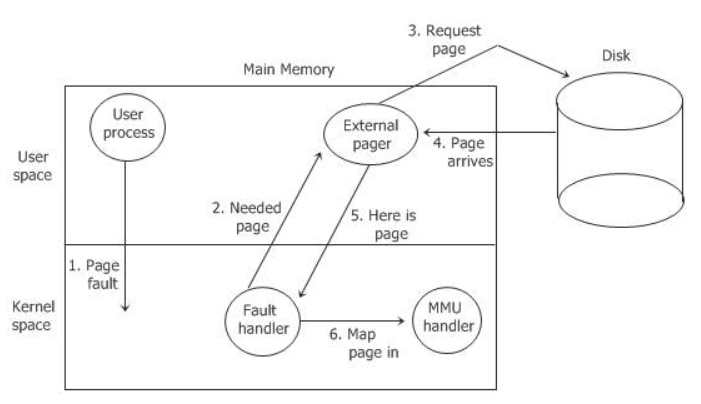 3. Request
page
Disk
Main Memory
User
process
External
pager
4. Page
arrives
User
space
2. Needed
page
5. Here is
page
1. Page
fault
Kernel
space
Fault
handler
MMU
handler
6. Map
page in